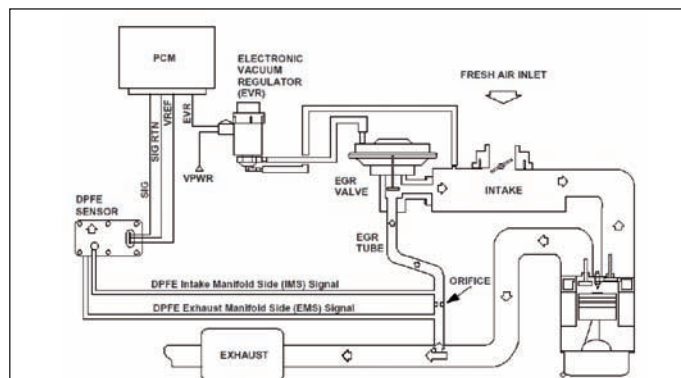 PCM
ELECTRONIC
VACUUM
REGULATOR
(EVR)
FRESH AIR INLET
SIG RTN
VREF
EVR
SIG
VPWR
DPFE
SENSOR
EGR
VALVE
INTAKE
EGR
TUBE
ORIFICE
DPFE Intake Manifold Side (IMS) Signal
DPFE Exhaust Manifold Side (EMS) Signal
EXHAUST